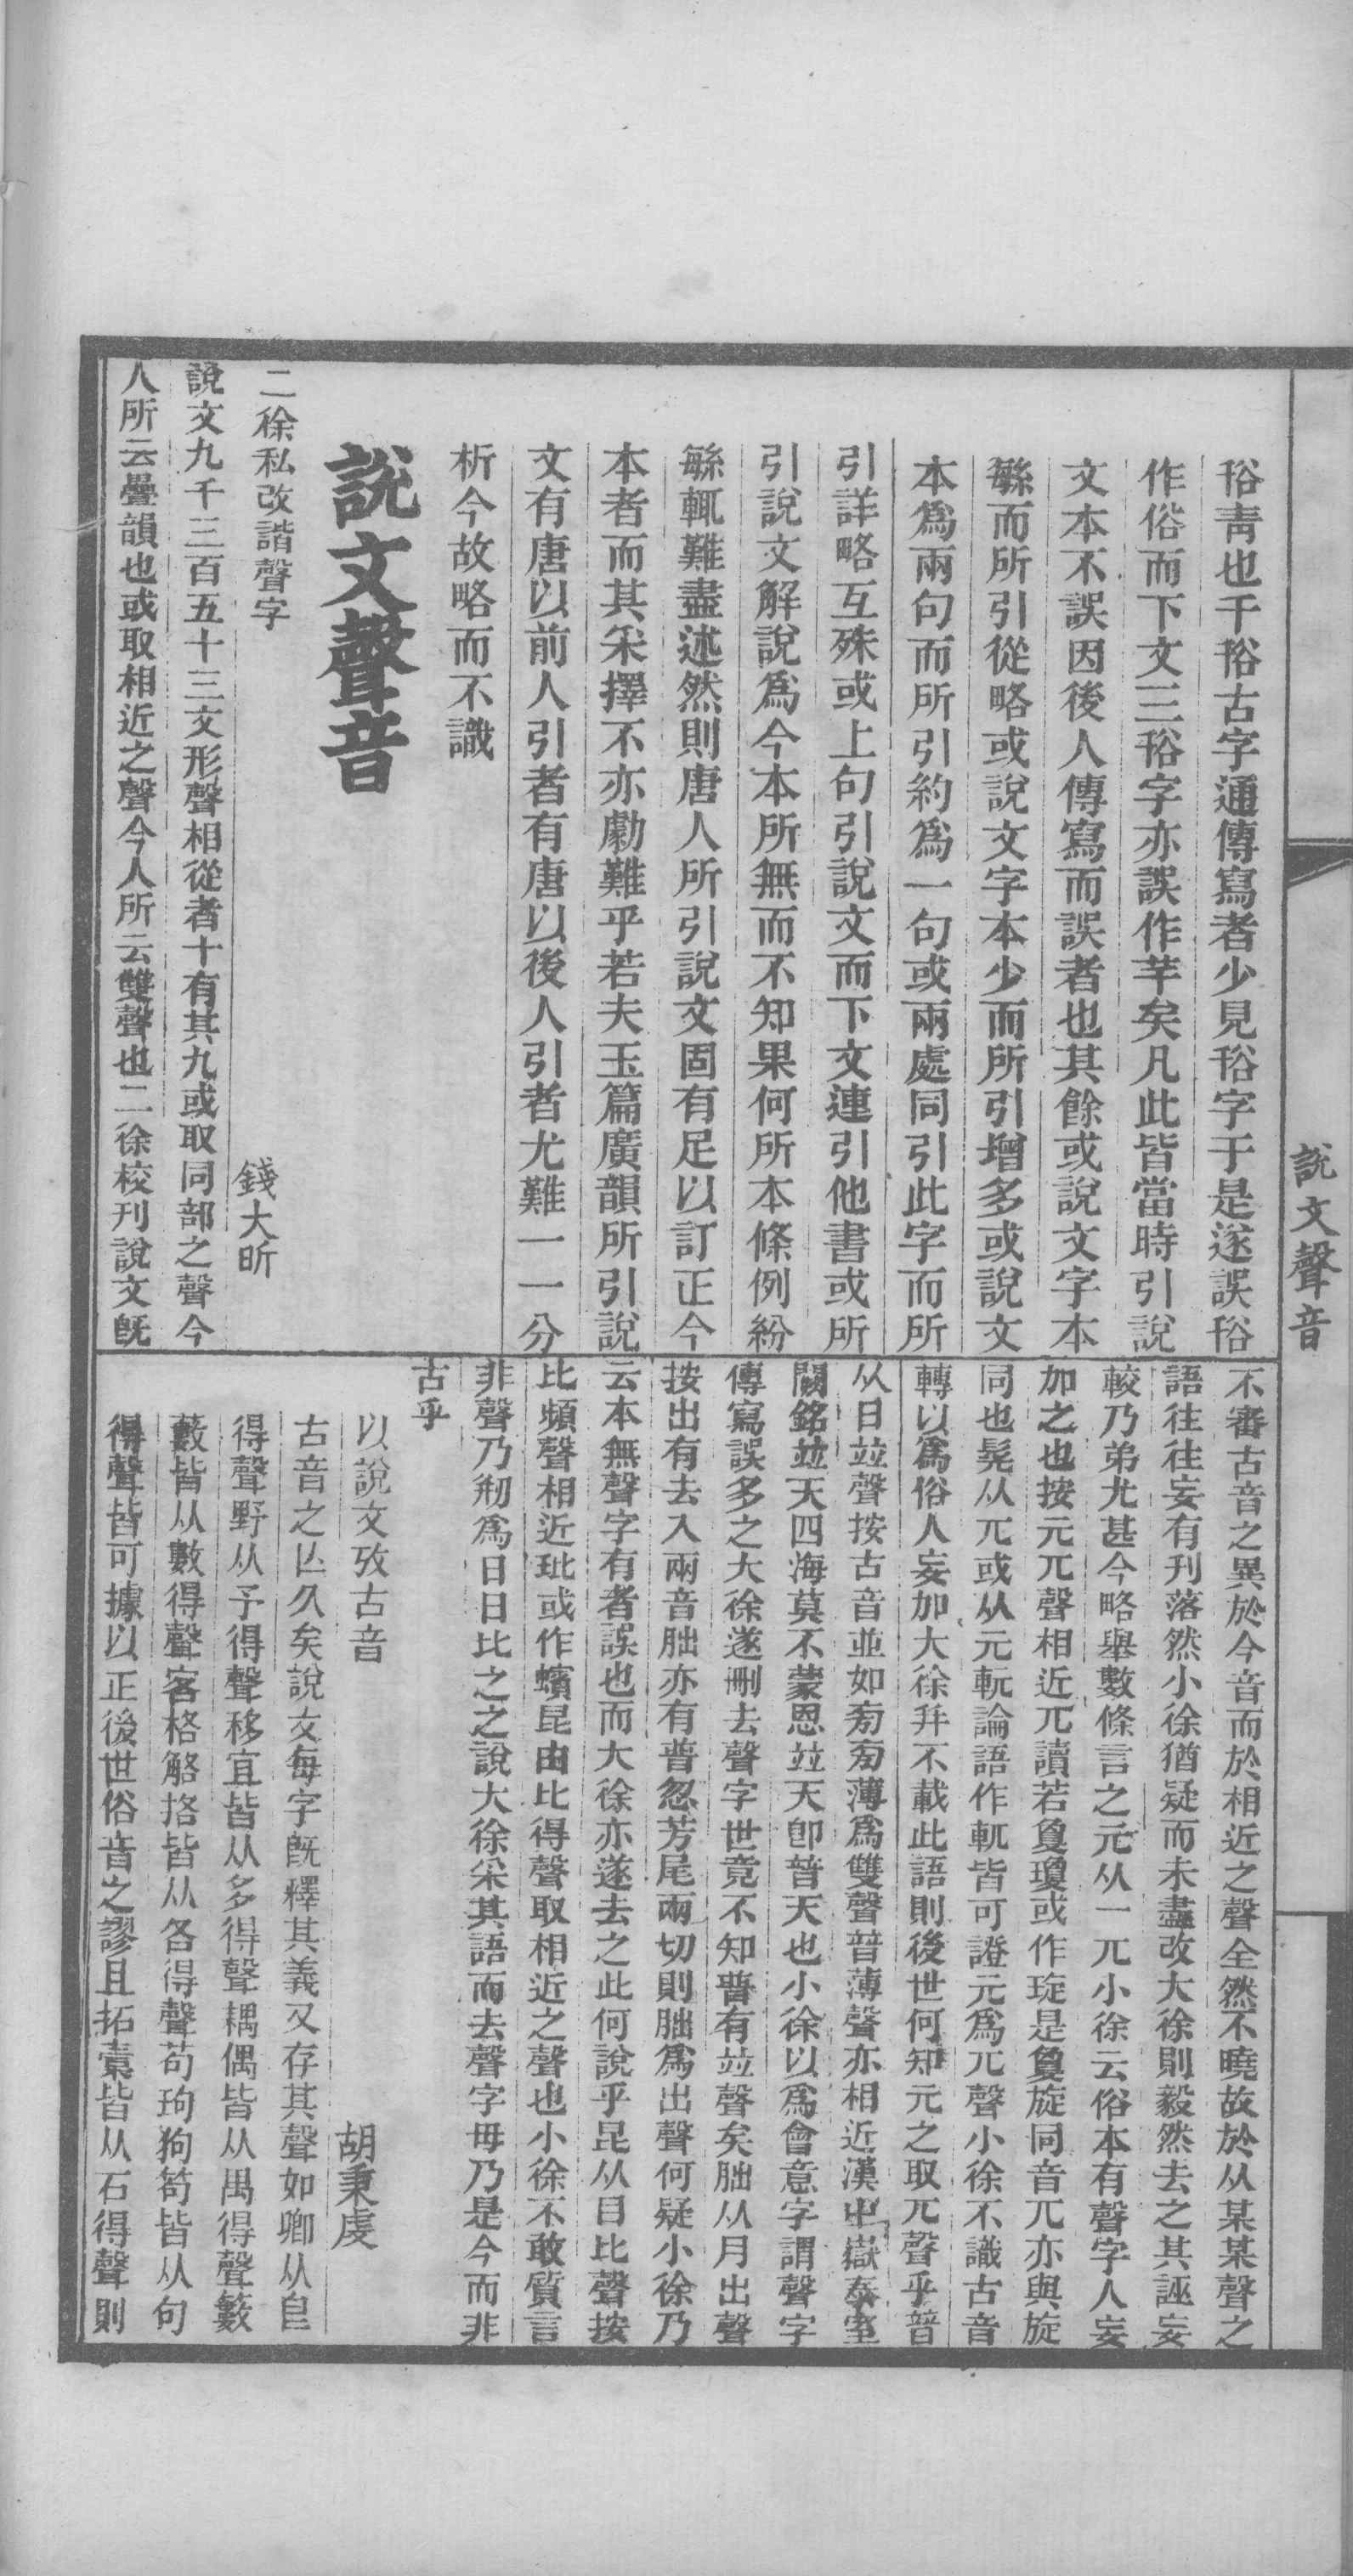 谸青也千谸古字通傳寫者少見谸字于是遂誤俗
作俗而下文三谸字亦誤作芊矣凡此皆當時引說
文本不誤因後人傳寫而誤者也其餘或說文字本
緐而所引從略或說文字本少而所引增多或說文
本爲兩句而所引約爲一句或兩處同引此字而所
引詳略互殊或上句引說文而下文連引他書或所
引說文解說爲今本所無而不知果何所本條例紛
緐輒難盡述然則唐人所引說文固有足以訂正今
本者而其采擇不亦勮難乎若夫玉篇廣韻所引說
文有唐以前人引者有唐以後人引者尤難一一分
析今故略而不識
說文聲音
二徐私改諧聲字　錢大昕
說文九千三百五十三文形聲相從者十有其九或取同部之聲今
人所云疊韻也或取相近之聲今人所云雙聲也二徐校刊說文旣
不審古音之異於今音而於相近之聲全然不曉故於从某某聲之
語往往妄有刊落然小徐猶疑而未盡改大徐則毅然去之其誣妄
較乃弟尤甚今略舉數條言之元从一兀小徐云俗本有聲字人妄
加之也按元兀聲相近兀讀若敻瓊或作琁是敻旋同音兀亦與旋
同也髡从兀或从元軏論語作軏皆可證元爲兀聲小徐不識古音
轉以爲俗人妄加大徐幷不載此語則後世何知元之取兀聲乎普
从日竝聲按古音並如旁旁薄爲雙聲普薄聲亦相近漢中嶽泰室
闕銘竝天四海莫不蒙恩竝天卽普天也小徐以爲會意字謂聲字
傳寫誤多之大徐遂刪去聲字世竟不知普有竝聲矣朏从月出聲
按出有去入兩音朏亦有普忽芳尾兩切則朏爲出聲何疑小徐乃
云本無聲字有者誤也而大徐亦遂去之此何說乎昆从日比聲按
比頻聲相近玭或作蠙昆由比得聲取相近之聲也小徐不敢質言
非聲乃刱爲日日比之之說大徐采其語而去聲字毋乃是今而非
古乎
以說文攷古音　胡秉虔
古音之亾久矣說文每字旣釋其義又存其聲如卿从皀
得聲野从予得聲移宜皆从多得聲耦偶皆从禺得聲籔
藪皆从數得聲客格觡挌皆从各得聲苟玽狗笱皆从句
得聲皆可據以正後世俗音之謬且拓橐皆从石得聲則
說文聲音